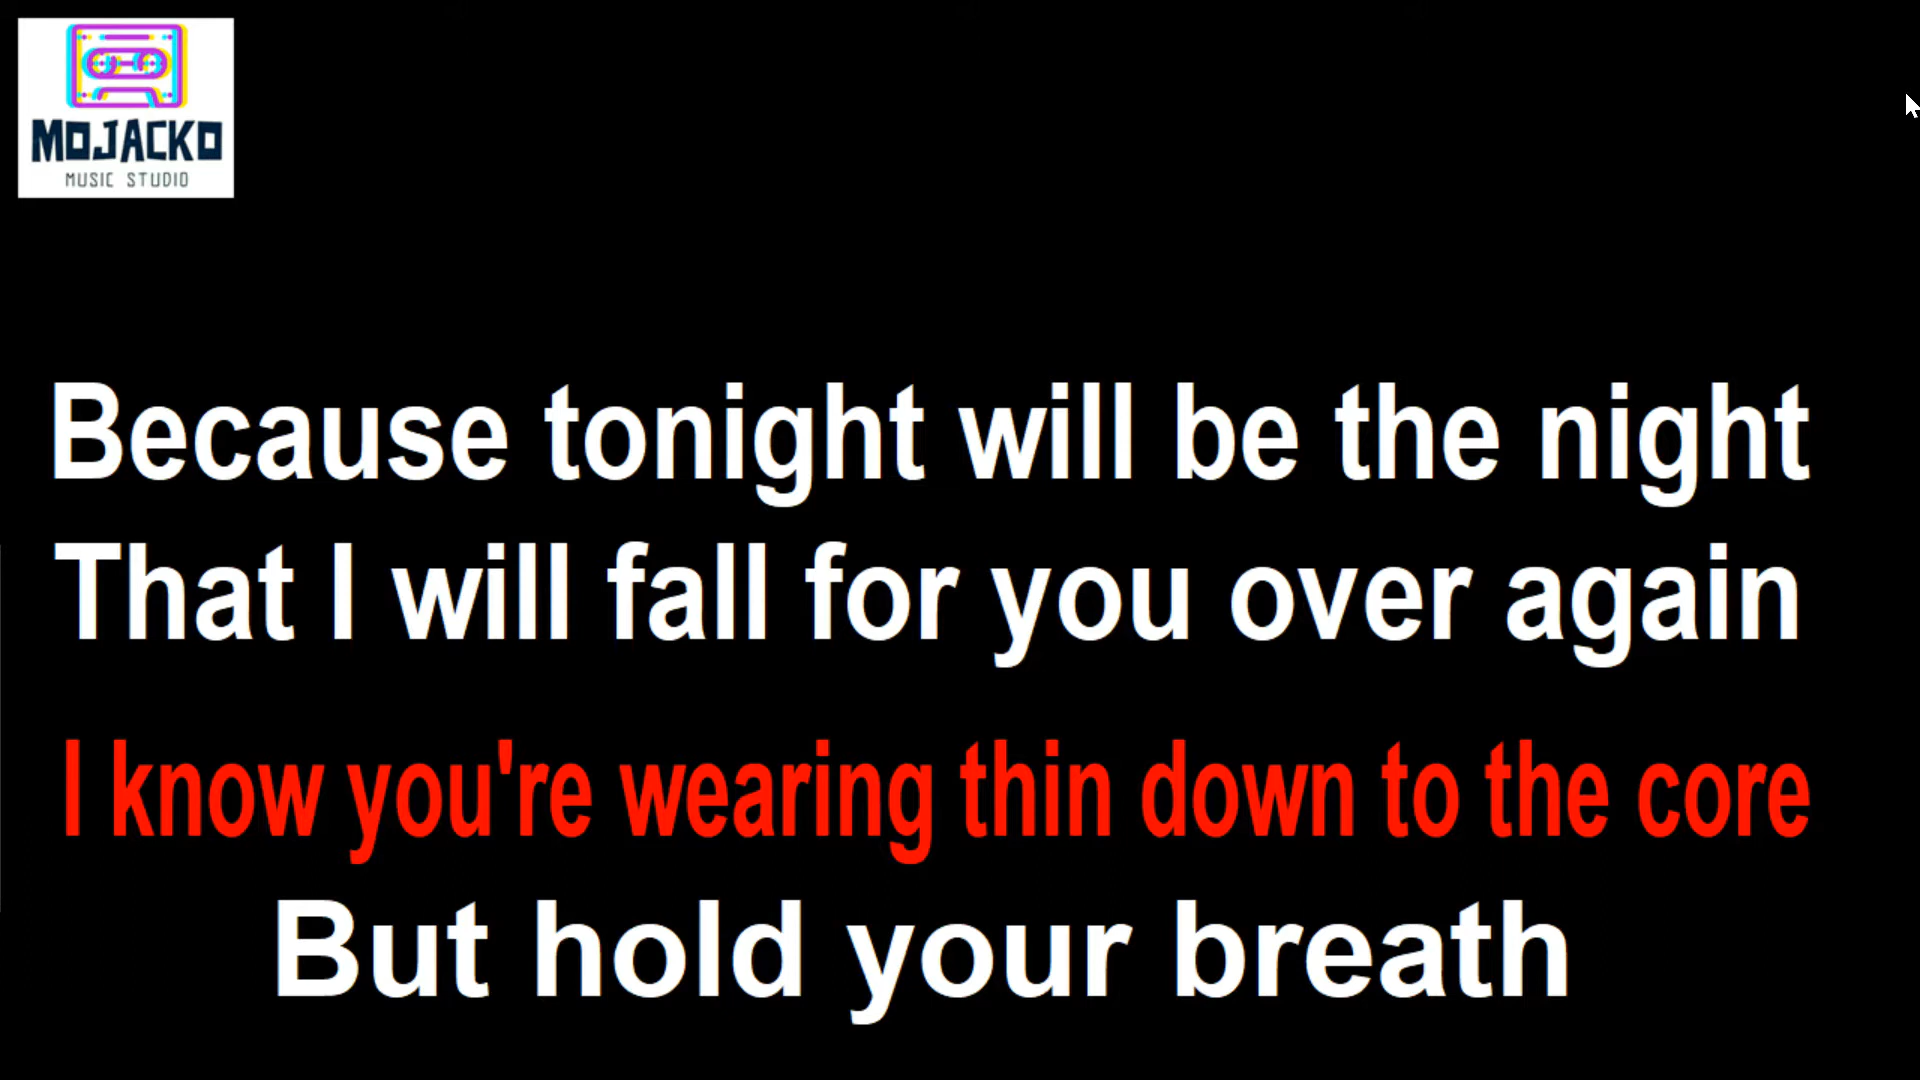 MOJACKO
MUSIC STUDIO
Because tonight will be the night
That I will fall for you over again
I know you're wearing thin down to the core
But hold your breath